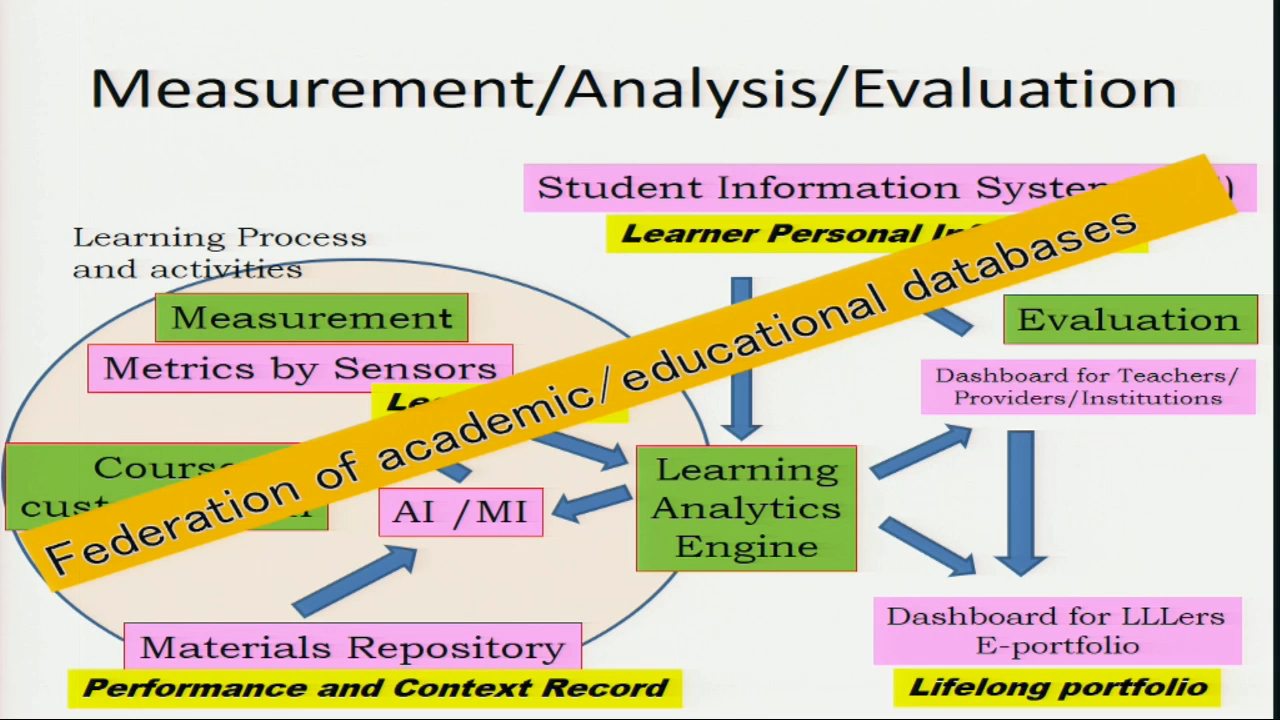 Measurement/Analysis/Evaluation
Student Information System
Learner Personal
Learning Process
and activities
Measurement
Metrics by Sensors
Evaluation
Dashboard for Teachers/
Providers/Institutions
Federation of academic/educational databases
Learning
Analytics
Engine
AI /MI
Materials Repository
Performance and Context Record
Dashboard for LLLers
E-portfolio
Lifelong portfolio